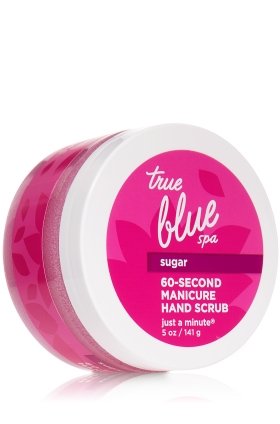 true
blue
spa
sugar
60-SECOND
MANICURE
HAND SCRUB
just a minute®
5 oz / 141 g